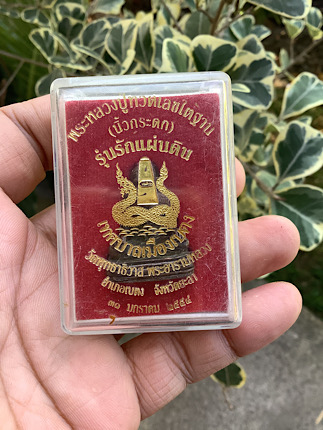 พระหลวงปู่ทวดเลขใต้ฐาน
(นิ้วกระดก)
รุ่นรักแผ่นดิน
เทศบาลเมืองเบตง
วัดพุทธาธิวาส พระอารามหลวง
อำเภอเบตง จังหวัดยะลา
๓๐ มกราคม ๒๕๕๔